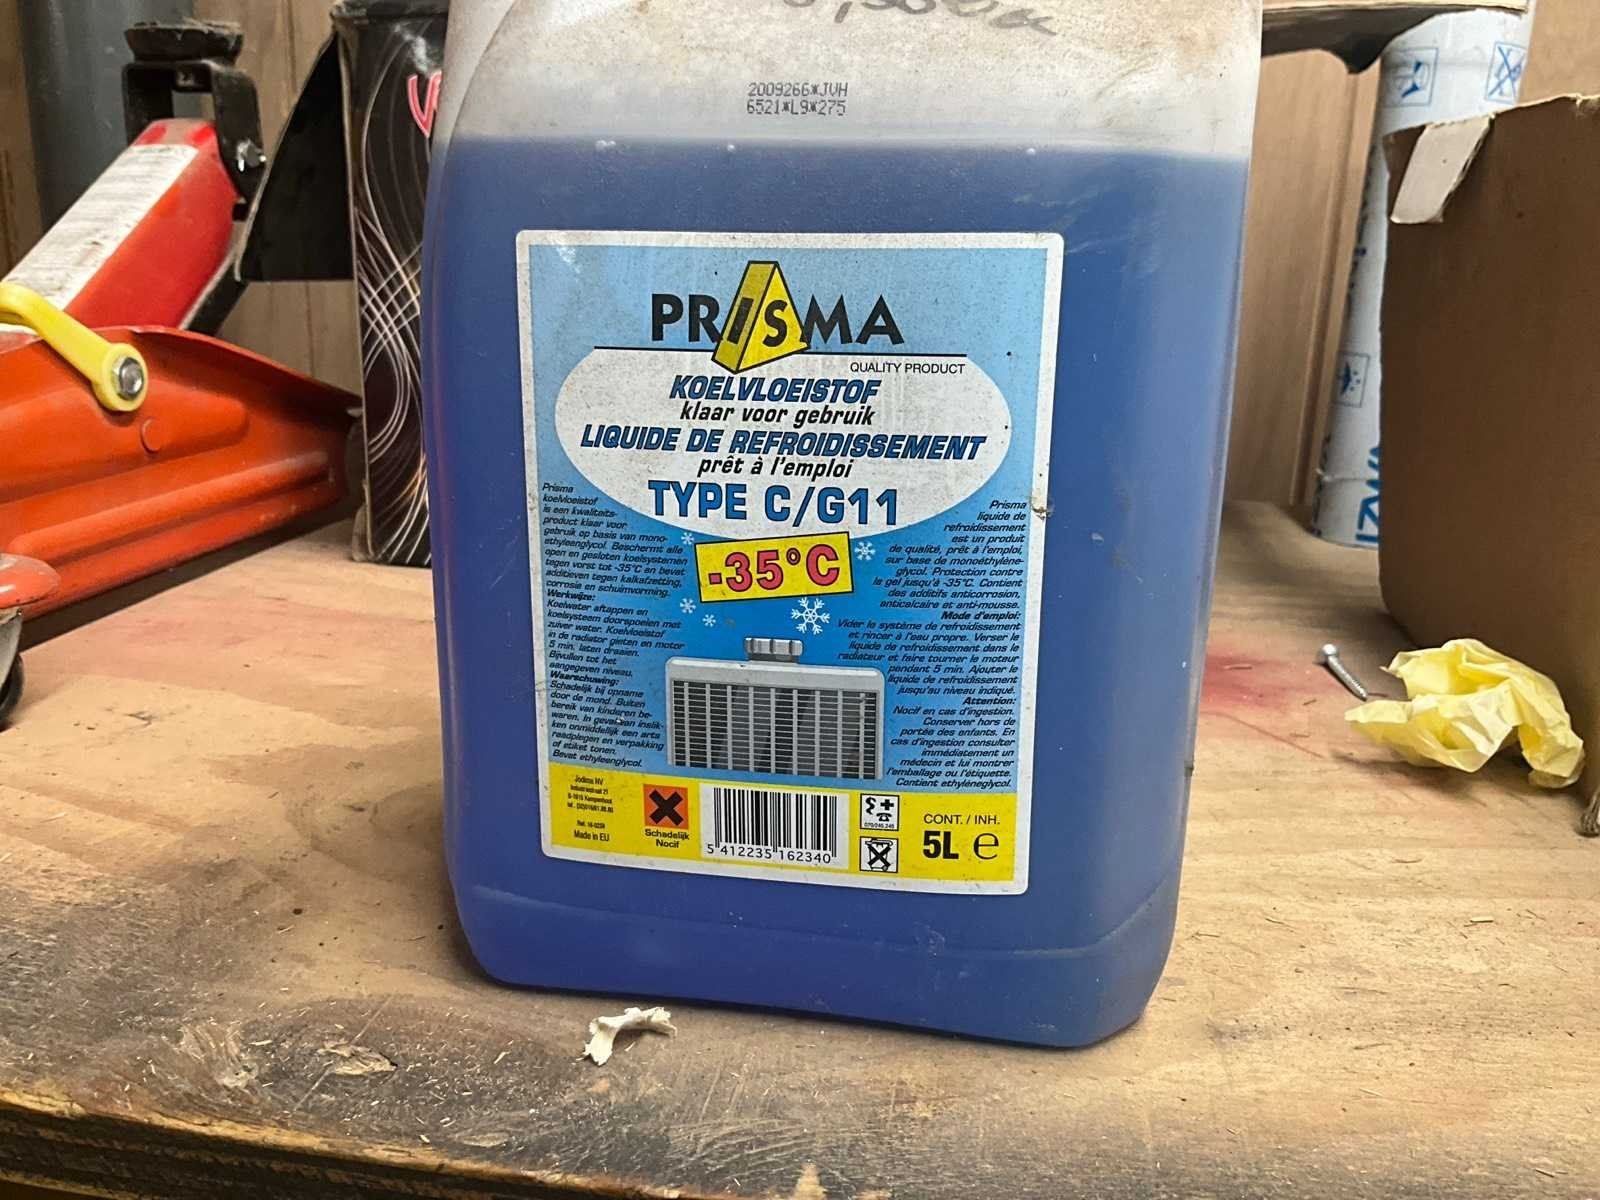 2009266*JVH
6521*L9*275
PRISMA
QUALITY PRODUCT
KOELVLOEISTOF
klaar voor gebruik
LIQUIDE DE REFROIDISSEMENT
prêt à l'emploi
TYPE C/G11
-35°C
Prisma
koelvloeistof
is een kwaliteits-
product klaar voor
gebruik op basis van mono-
ethyleenglycol. Beschermt alle
open en gesloten koelsystemen
tegen vorst tot -35°C en bevat
additieven tegen kalkafzetting,
corrosie en schuimvorming.
Werkwijze:
Koelwater aftappen en
koelsysteem doorspoelen met
zuiver water. Koelvloeistof
in de radiator gieten en motor
5 min. laten draaien.
Bijvullen tot het
aangegeven niveau.
Waarschuwing:
Schadelijk bij opname
door de mond. Buiten
bereik van kinderen be-
waren. In geval van inslik-
ken onmiddellijk een arts
raadplegen en verpakking
of etiket tonen.
Bevat ethyleenglycol.
Prisma
liquide de
refroidissement
est un produit
de qualité, prêt à l'emploi,
sur base de monoéthylène-
glycol. Protection contre
le gel jusqu'à -35°C. Contient
des additifs anticorrosion,
anticalcaire et anti-mousse.
Mode d'emploi:
Vider le système de refroidissement
et rincer à l'eau propre. Verser le
liquide de refroidissement dans le
radiateur et faire tourner le moteur
pendant 5 min. Ajouter le
liquide de refroidissement
jusqu'au niveau indiqué.
Attention:
Nocif en cas d'ingestion.
Conserver hors de
portée des enfants. En
cas d'ingestion consulter
immédiatement un
médecin et lui montrer
l'emballage ou l'étiquette.
Contient ethylèneglycol.
Jodima NV
Industriestraat 21
B-1910 Kampenhout
Made in EU
Schadelijk
Nocif
5 412235 162340
070/245.245
CONT. / INH.
5L e